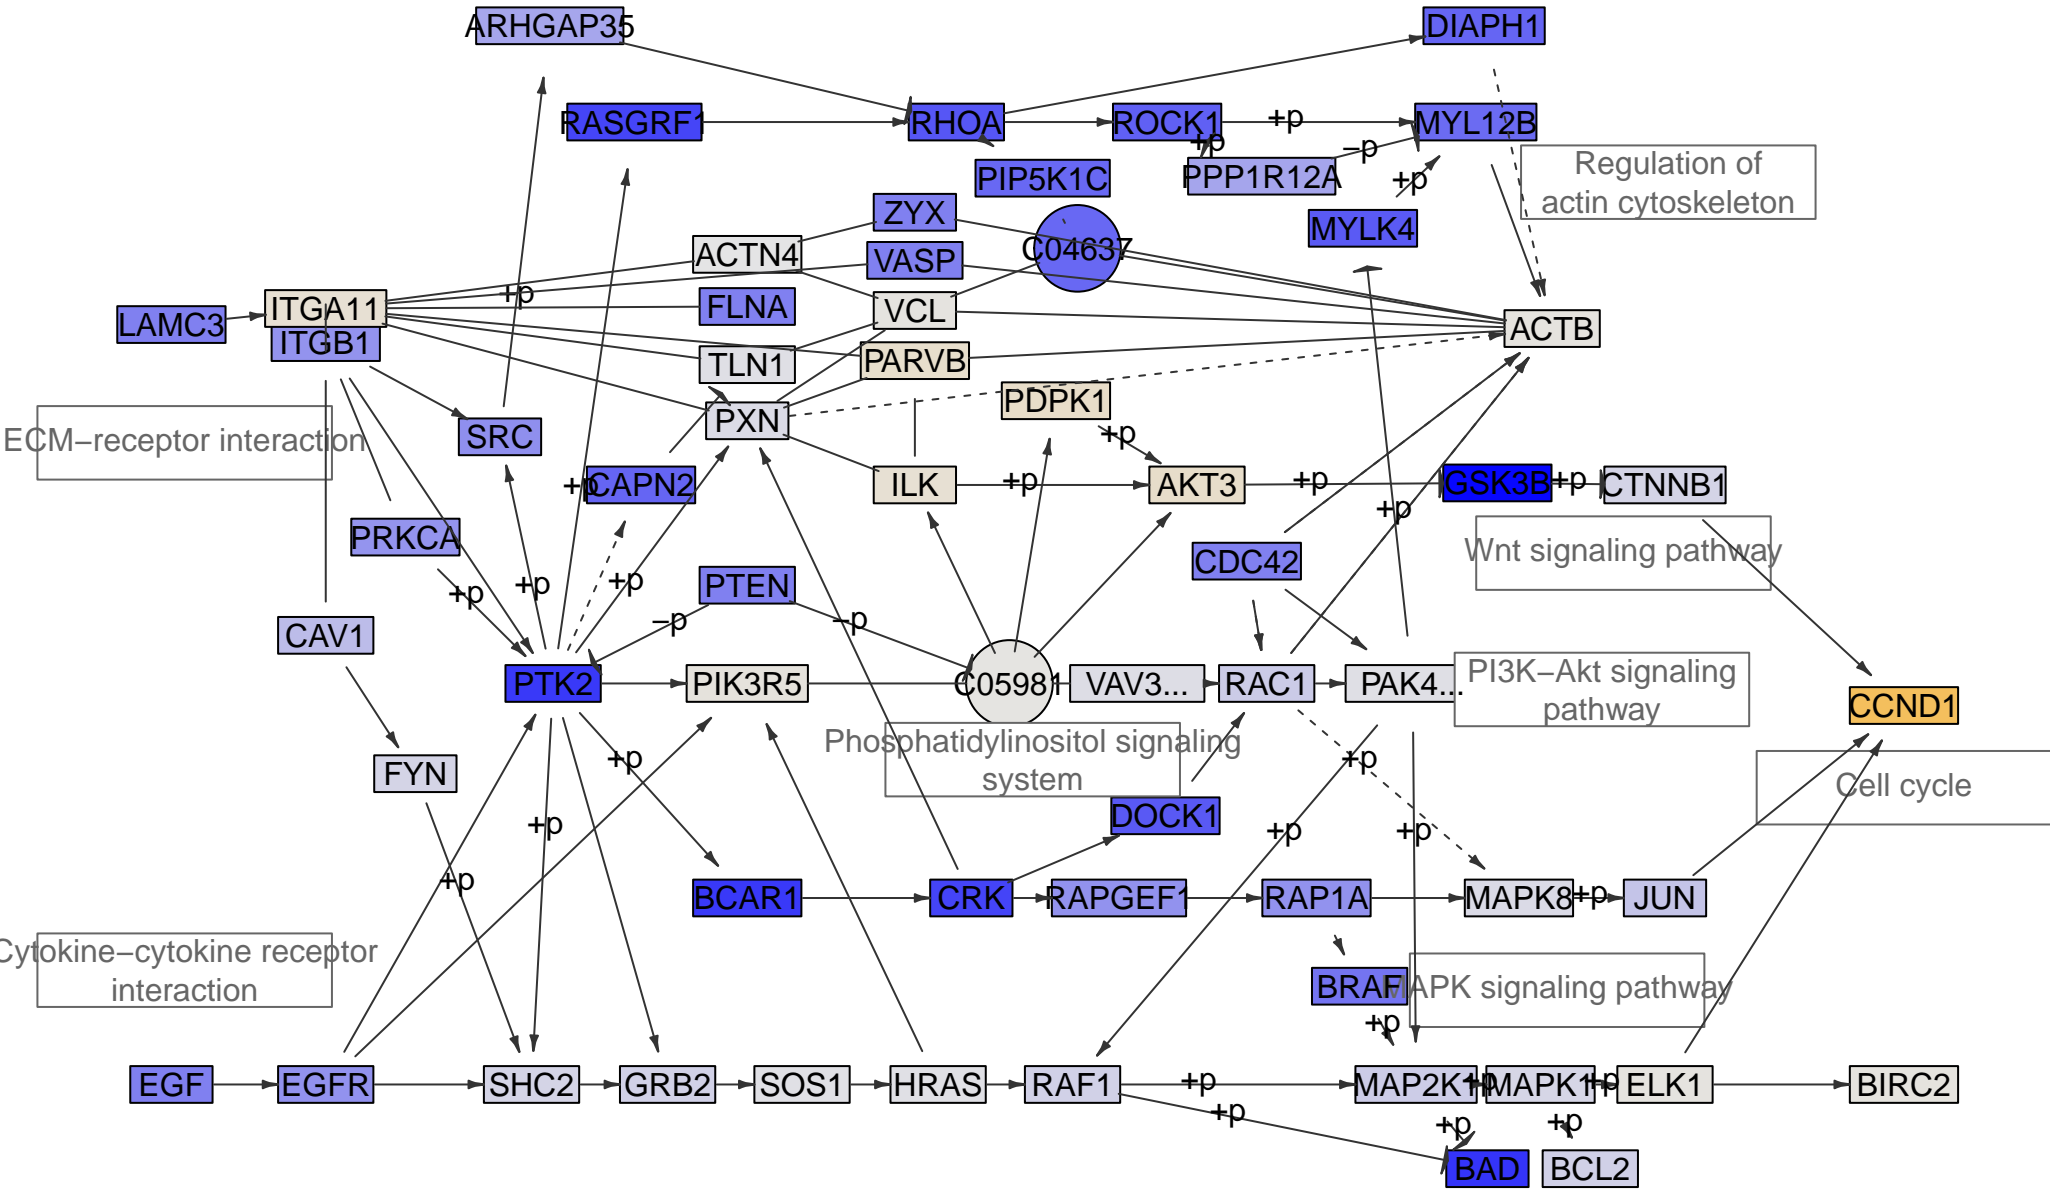 ARHGAP35
DIAPH1
RASGRF1
RHOA
ROCK1
+p
MYL12B
+p
−p
PIP5K1C
PPP1R12A
+p
Regulation of
actin cytoskeleton
ZYX
MYLK4
ACTN4
VASP
C04637
+p
ITGA11
FLNA
VCL
LAMC3
ITGB1
ACTB
TLN1
PARVB
PDPK1
PXN
+p
ECM−receptor interaction
SRC
+p
CAPN2
ILK
+p
AKT3
+p
GSK3B
+p
CTNNB1
+p
PRKCA
CDC42
Wnt signaling pathway
+p
+p
+p
PTEN
−p
−p
CAV1
PTK2
PIK3R5
C05981
VAV3...
RAC1
PAK4...
PI3K−Akt signaling
pathway
CCND1
Phosphatidylinositol signaling
system
FYN
+p
+p
Cell cycle
+p
DOCK1
+p
+p
+p
BCAR1
CRK
RAPGEF1
RAP1A
MAPK8
+p
JUN
Cytokine−cytokine receptor
interaction
BRAF
MAPK signaling pathway
+p
EGF
EGFR
SHC2
GRB2
SOS1
HRAS
RAF1
+p
MAP2K1
+p
MAPK1
+p
ELK1
BIRC2
+p
+p
+p
BAD
BCL2